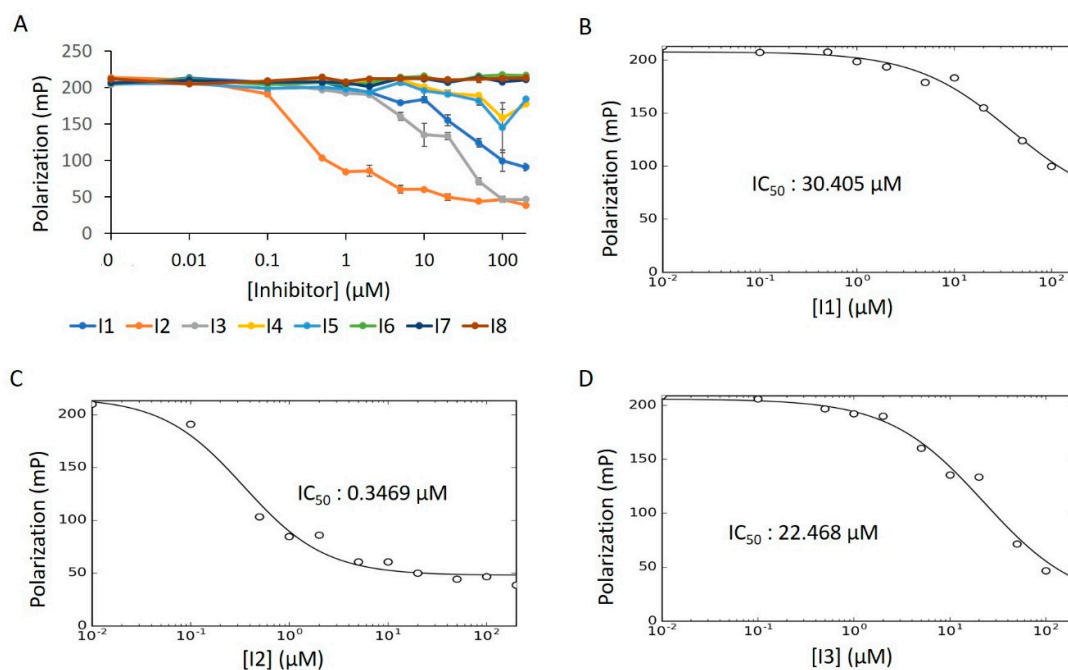 A
250
200
150
100
50
0
Polarization (mP)
.0 0.01 0.1 1 10 100
[Inhibitor] (µM)
I1 I2 I3 I4 I5 I6 I7 I8
B
200
150
100
50
0
Polarization (mP)
IC50 : 30.405 µM
10⁻² 10⁻¹ 10⁰ 10¹ 10²
[I1] (µM)
C
200
150
100
50
0
Polarization (mP)
IC50 : 0.3469 µM
10⁻² 10⁻¹ 10⁰ 10¹ 10²
[I2] (µM)
D
200
150
100
50
0
Polarization (mP)
IC50 : 22.468 µM
10⁻² 10⁻¹ 10⁰ 10¹ 10²
[I3] (µM)